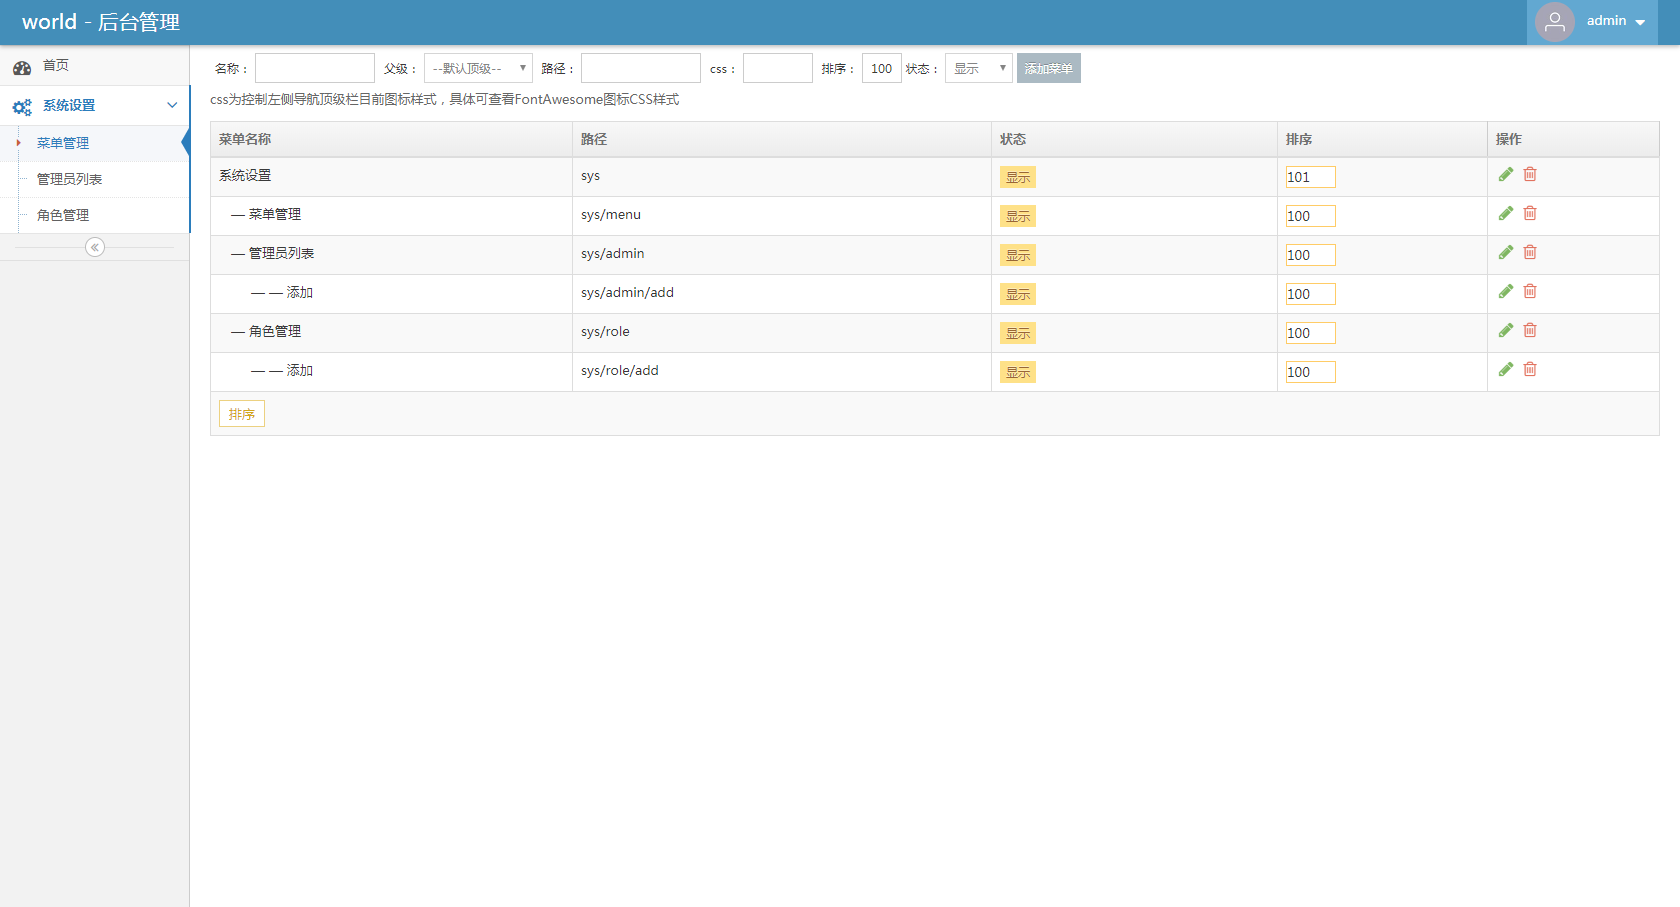 world - 后台管理
admin
首页
系统设置
菜单管理
管理员列表
角色管理
名称： 父级： --默认顶级-- 路径： css： 排序： 100 状态： 显示 添加菜单
css为控制左侧导航顶级栏目前图标样式，具体可查看FontAwesome图标CSS样式
菜单名称 路径 状态 排序 操作
系统设置 sys 显示 101
— 菜单管理 sys/menu 显示 100
— 管理员列表 sys/admin 显示 100
— — 添加 sys/admin/add 显示 100
— 角色管理 sys/role 显示 100
— — 添加 sys/role/add 显示 100
排序